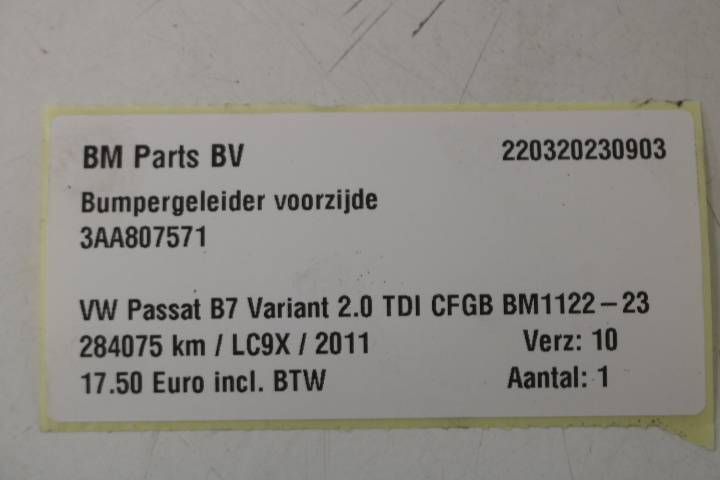 BM Parts BV 220320230903
Bumpergeleider voorzijde
3AA807571
VW Passat B7 Variant 2.0 TDI CFGB BM1122-23
284075 km / LC9X / 2011 Verz: 10
17.50 Euro incl. BTW Aantal: 1